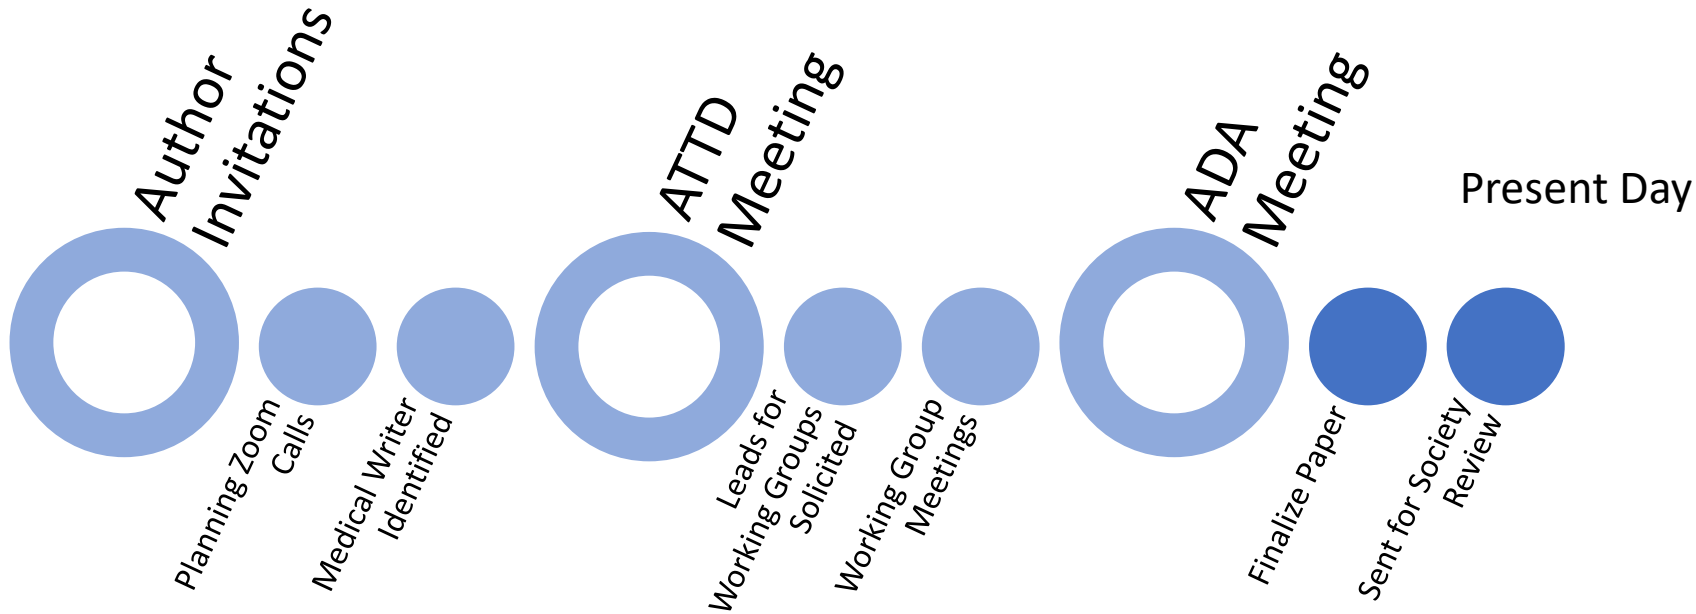 Author
Invitations
Planning Zoom
Calls
Medical Writer
Identified
ATTD
Meeting
Leads for
Working Groups
Solicited
Working Group
Meetings
ADA
Meeting
Finalize Paper
Sent for Society
Review
Present Day